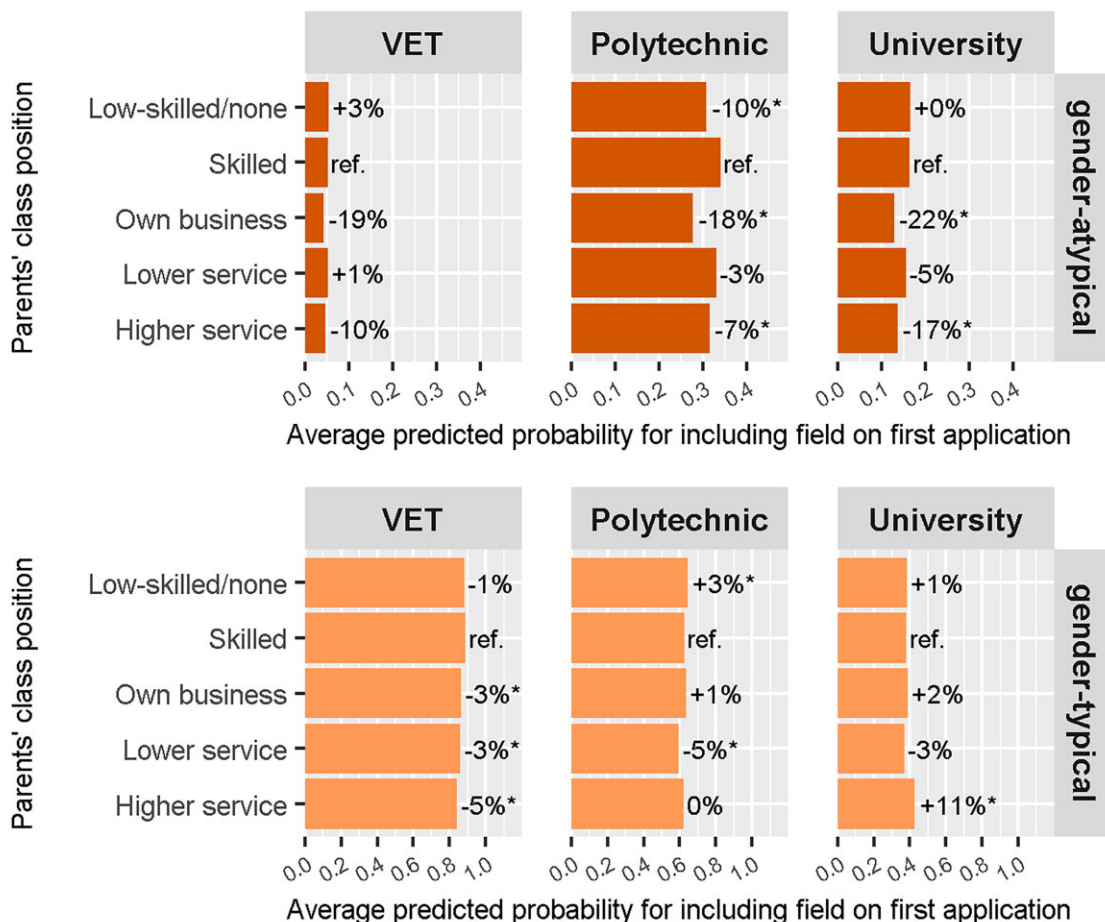 VET Polytechnic University
Parents' class position
gender-atypical
Low-skilled/none +3% -10%* +0%
Skilled ref. ref. ref.
Own business -19% -18%* -22%*
Lower service +1% -3% -5%
Higher service -10% -7%* -17%*
0.0 0.1 0.2 0.3 0.4 0.0 0.1 0.2 0.3 0.4 0.0 0.1 0.2 0.3 0.4
Average predicted probability for including field on first application
VET Polytechnic University
Parents' class position
gender-typical
Low-skilled/none -1% +3%* +1%
Skilled ref. ref. ref.
Own business -3%* +1% +2%
Lower service -3%* -5%* -3%
Higher service -5%* 0% +11%*
0.0 0.2 0.4 0.6 0.8 1.0 0.0 0.2 0.4 0.6 0.8 1.0 0.0 0.2 0.4 0.6 0.8 1.0
Average predicted probability for including field on first application